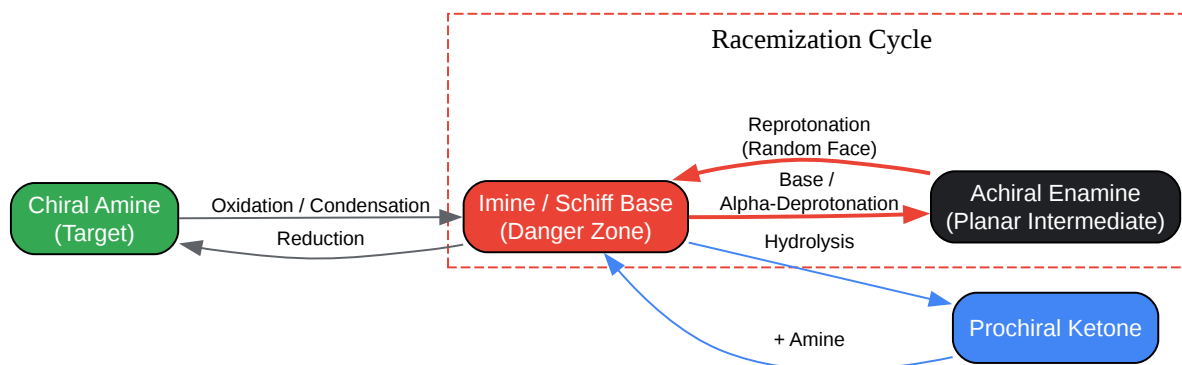 Racemization Cycle
Reprotonation
(Random Face)
Base /
Alpha-Deprotonation
Chiral Amine
(Target)
Oxidation / Condensation
Reduction
Imine / Schiff Base
(Danger Zone)
Achiral Enamine
(Planar Intermediate)
Hydrolysis
Prochiral Ketone
+ Amine